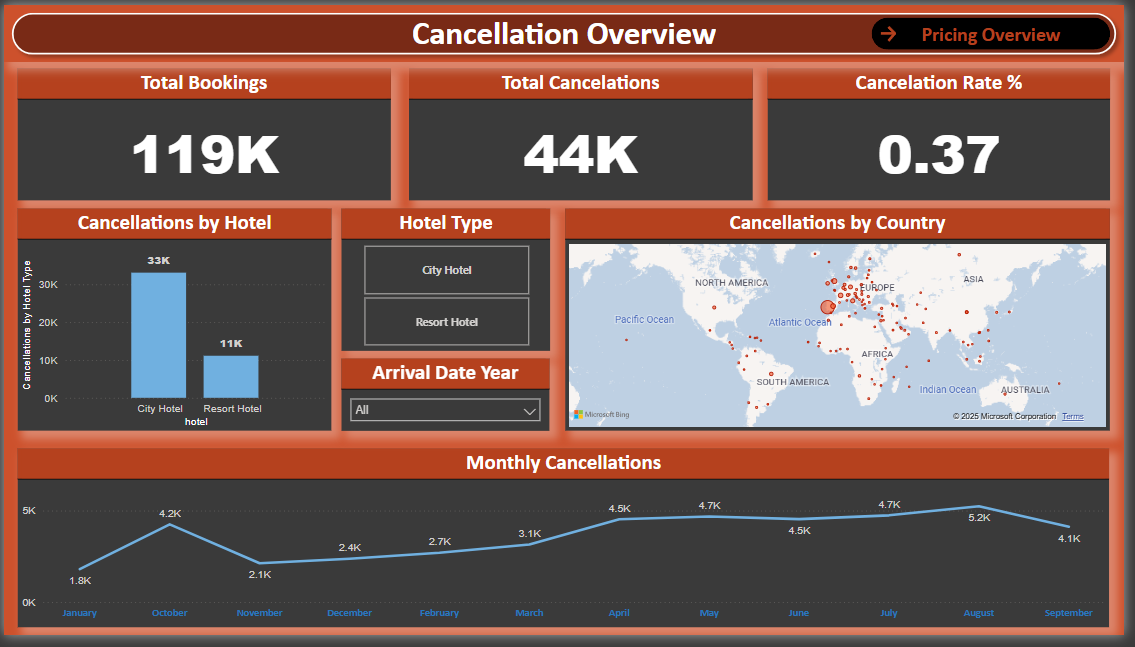 Cancellation Overview
Pricing Overview
Total Bookings
119K
Total Cancelations
44K
Cancelation Rate %
0.37
Cancellations by Hotel
Cancellations by Hotel Type
30K
20K
10K
0K
33K
11K
City Hotel
Resort Hotel
hotel
Hotel Type
City Hotel
Resort Hotel
Arrival Date Year
All
Cancellations by Country
NORTH AMERICA
EUROPE
ASIA
Pacific Ocean
Atlantic Ocean
AFRICA
SOUTH AMERICA
Indian Ocean
AUSTRALIA
Microsoft Bing
© 2025 Microsoft Corporation Terms
Monthly Cancellations
5K
0K
1.8K
4.2K
2.1K
2.4K
2.7K
3.1K
4.5K
4.7K
4.5K
4.7K
5.2K
4.1K
January
October
November
December
February
March
April
May
June
July
August
September